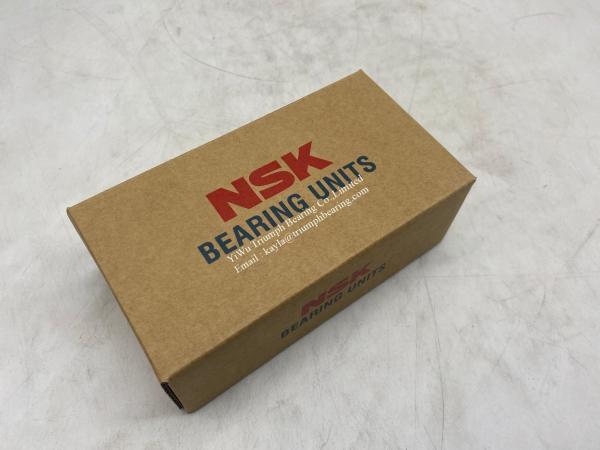 NSK
BEARING UNITS
YiWu Triumph Bearing Co.,Limited
Email : kayla@triumphbearing.com
NSK
BEARING UNITS